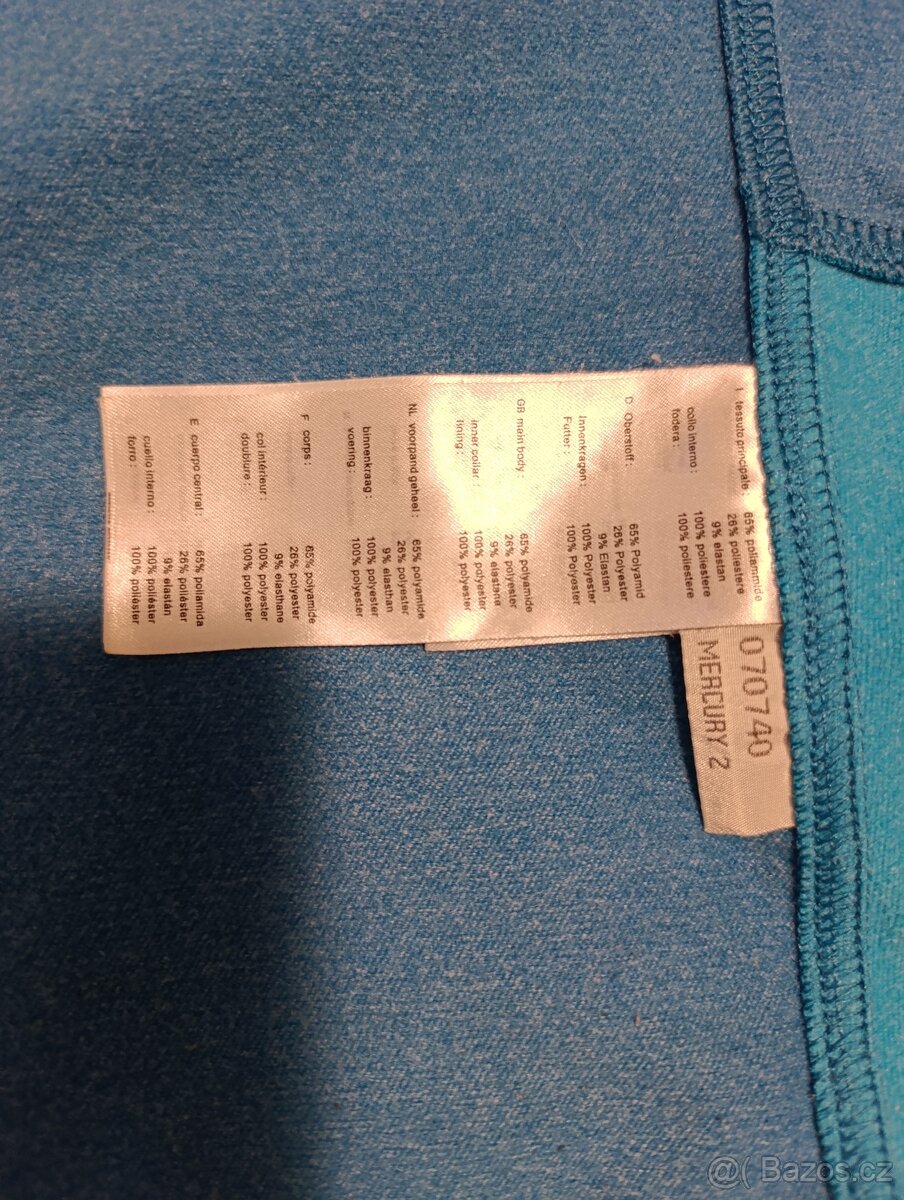 I tessuto principale: 65% poliammide
26% poliestere
9% elastan
collo interno: 100% poliestere
fodera: 100% poliestere
D Oberstoff: 65% Polyamid
26% Polyester
9% Elastan
Innenkragen: 100% Polyester
Futter: 100% Polyester
GB main body: 65% polyamide
26% polyester
9% elastane
inner collar: 100% polyester
lining: 100% polyester
NL voorpand geheel: 65% polyamide
26% polyester
9% elasthan
binnenkraag: 100% polyester
voering: 100% polyester
F corps: 65% polyamide
26% polyester
9% elasthane
col intérieur: 100% polyester
doublure: 100% polyester
E cuerpo central: 65% poliamida
26% poliéster
9% elastán
cuello interno: 100% poliéster
forro: 100% poliéster
070740
MERCURY 2
@( Bazos.cz